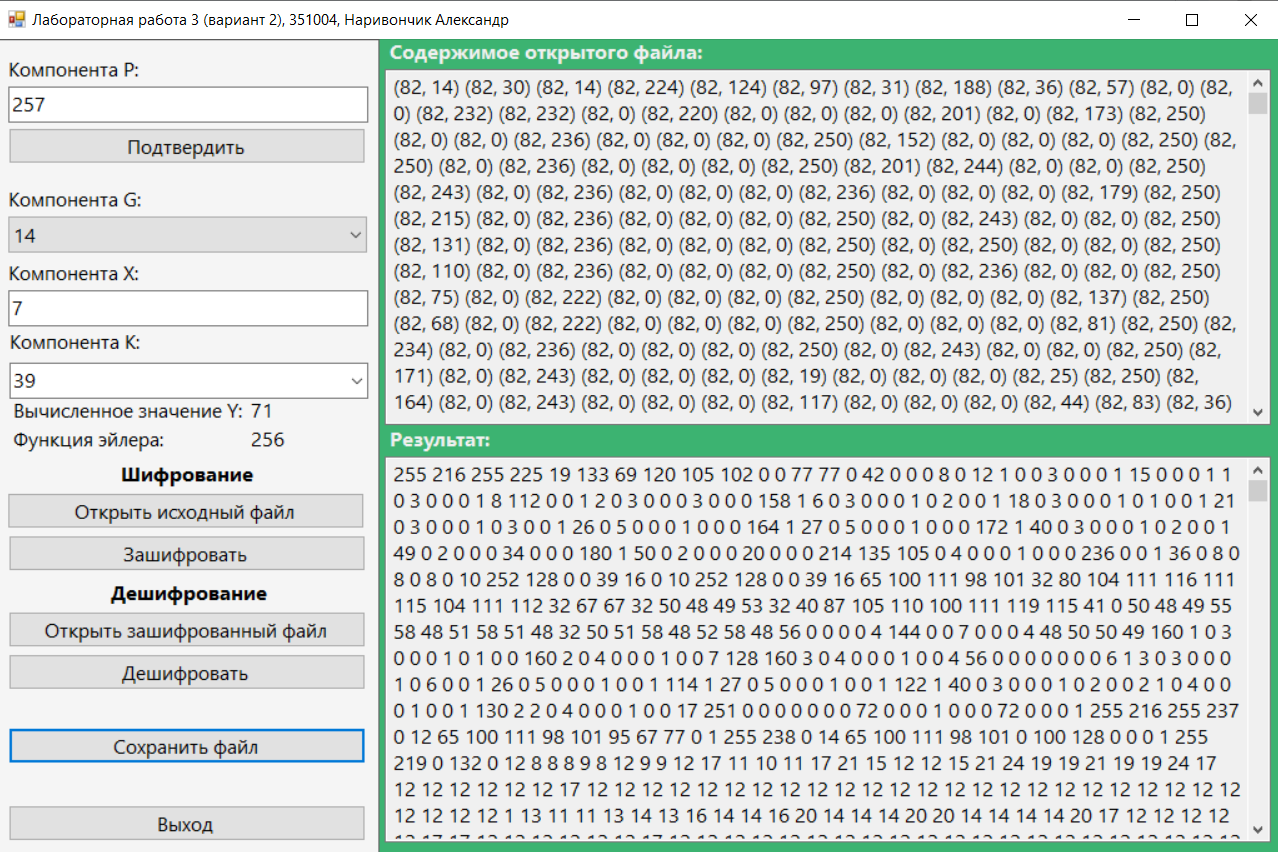 Лабораторная работа 3 (вариант 2), 351004, Наривончик Александр
Компонента P:
257
Подтвердить
Компонента G:
14
Компонента X:
7
Компонента K:
39
Вычисленное значение Y: 71
Функция эйлера: 256
Шифрование
Открыть исходный файл
Зашифровать
Дешифрование
Открыть зашифрованный файл
Дешифровать
Сохранить файл
Выход
Содержимое открытого файла:
(82, 14) (82, 30) (82, 14) (82, 224) (82, 124) (82, 97) (82, 31) (82, 188) (82, 36) (82, 57) (82, 0) (82,
0) (82, 232) (82, 232) (82, 0) (82, 220) (82, 0) (82, 0) (82, 0) (82, 201) (82, 0) (82, 173) (82, 250)
(82, 0) (82, 0) (82, 236) (82, 0) (82, 0) (82, 0) (82, 250) (82, 152) (82, 0) (82, 0) (82, 0) (82, 250) (82,
250) (82, 0) (82, 236) (82, 0) (82, 0) (82, 0) (82, 250) (82, 201) (82, 244) (82, 0) (82, 0) (82, 250)
(82, 243) (82, 0) (82, 236) (82, 0) (82, 0) (82, 0) (82, 236) (82, 0) (82, 0) (82, 0) (82, 179) (82, 250)
(82, 215) (82, 0) (82, 236) (82, 0) (82, 0) (82, 0) (82, 250) (82, 0) (82, 243) (82, 0) (82, 0) (82, 250)
(82, 131) (82, 0) (82, 236) (82, 0) (82, 0) (82, 0) (82, 250) (82, 0) (82, 250) (82, 0) (82, 0) (82, 250)
(82, 110) (82, 0) (82, 236) (82, 0) (82, 0) (82, 0) (82, 250) (82, 0) (82, 236) (82, 0) (82, 0) (82, 250)
(82, 75) (82, 0) (82, 222) (82, 0) (82, 0) (82, 0) (82, 250) (82, 0) (82, 0) (82, 0) (82, 137) (82, 250)
(82, 68) (82, 0) (82, 222) (82, 0) (82, 0) (82, 0) (82, 250) (82, 0) (82, 0) (82, 0) (82, 81) (82, 250) (82,
234) (82, 0) (82, 236) (82, 0) (82, 0) (82, 0) (82, 250) (82, 0) (82, 243) (82, 0) (82, 0) (82, 250) (82,
171) (82, 0) (82, 243) (82, 0) (82, 0) (82, 0) (82, 19) (82, 0) (82, 0) (82, 0) (82, 25) (82, 250) (82,
164) (82, 0) (82, 243) (82, 0) (82, 0) (82, 0) (82, 117) (82, 0) (82, 0) (82, 0) (82, 44) (82, 83) (82, 36)
Результат:
255 216 255 225 19 133 69 120 105 102 0 0 77 77 0 42 0 0 0 8 0 12 1 0 0 3 0 0 0 1 15 0 0 0 1 1
0 3 0 0 0 1 8 112 0 0 1 2 0 3 0 0 0 3 0 0 0 158 1 6 0 3 0 0 0 1 0 2 0 0 1 18 0 3 0 0 0 1 0 1 0 0 1 21
0 3 0 0 0 1 0 3 0 0 1 26 0 5 0 0 0 1 0 0 0 164 1 27 0 5 0 0 0 1 0 0 0 172 1 40 0 3 0 0 0 1 0 2 0 0 1
49 0 2 0 0 0 34 0 0 0 180 1 50 0 2 0 0 0 20 0 0 0 214 135 105 0 4 0 0 0 1 0 0 0 236 0 0 1 36 0 8 0
8 0 8 0 10 252 128 0 0 39 16 0 10 252 128 0 0 39 16 65 100 111 98 101 32 80 104 111 116 111
115 104 111 112 32 67 67 32 50 48 49 53 32 40 87 105 110 100 111 119 115 41 0 50 48 49 55
58 48 51 58 51 48 32 50 51 58 48 52 58 48 56 0 0 0 0 4 144 0 0 7 0 0 0 4 48 50 50 49 160 1 0 3
0 0 0 1 0 1 0 0 160 2 0 4 0 0 0 1 0 0 7 128 160 3 0 4 0 0 0 1 0 0 4 56 0 0 0 0 0 0 0 6 1 3 0 3 0 0 0
1 0 6 0 0 1 26 0 5 0 0 0 1 0 0 1 114 1 27 0 5 0 0 0 1 0 0 1 122 1 40 0 3 0 0 0 1 0 2 0 0 2 1 0 4 0 0
0 1 0 0 1 130 2 2 0 4 0 0 0 1 0 0 17 251 0 0 0 0 0 0 0 72 0 0 0 1 0 0 0 72 0 0 0 1 255 216 255 237
0 12 65 100 111 98 101 95 67 77 0 1 255 238 0 14 65 100 111 98 101 0 100 128 0 0 0 1 255
219 0 132 0 12 8 8 8 9 8 12 9 9 12 17 11 10 11 17 21 15 12 12 15 21 24 19 19 21 19 19 24 17
12 12 12 12 12 12 17 12 12 12 12 12 12 12 12 12 12 12 12 12 12 12 12 12 12 12 12 12 12 12 12
12 12 12 12 1 13 11 11 13 14 13 16 14 14 16 20 14 14 14 20 20 14 14 14 14 20 17 12 12 12 12